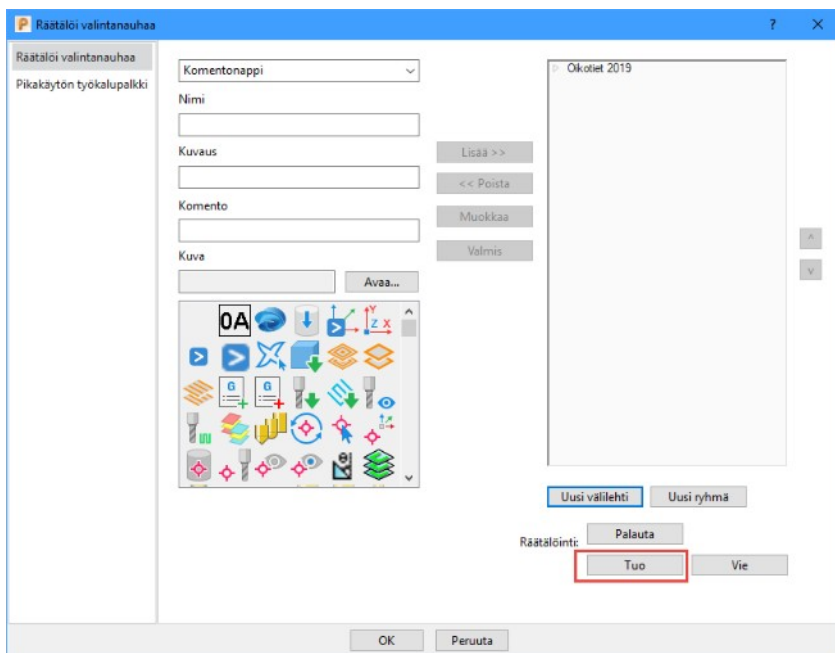 Räätälöi valintanauhaa
Räätälöi valintanauhaa
Pikakäytön työkalupalkki
Komentonappi
Nimi
Kuvaus
Komento
Kuva
Avaa...
Lisää >>
<< Poista
Muokkaa
Valmis
Oikotiet 2019
Uusi välilehti
Uusi ryhmä
Räätälöinti:
Palauta
Tuo
Vie
OK
Peruuta